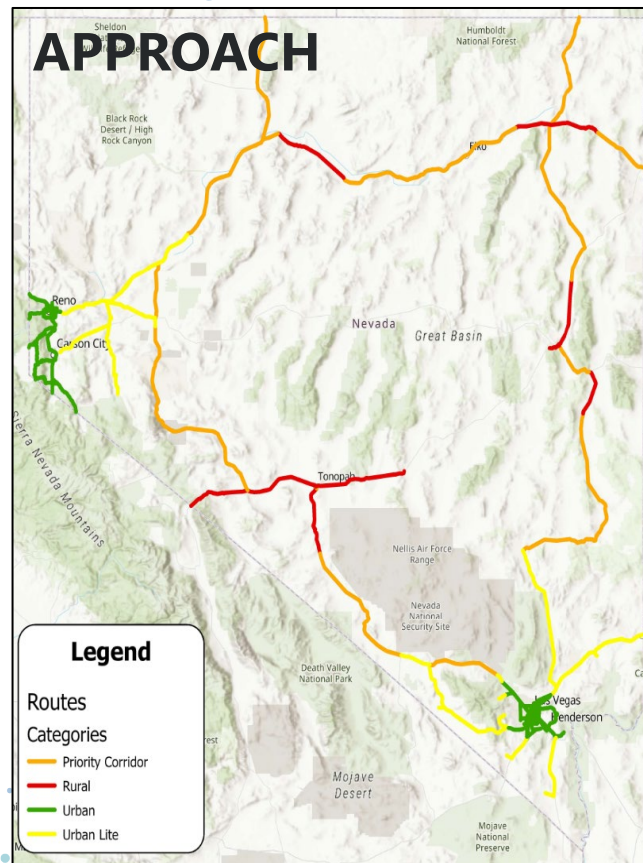 APPROACH
Sheldon
Humboldt
National Forest
Black Rock
Desert / High
Rock Canyon
Elko
Reno
Nevada
Great Basin
Carson City
Sierra Nevada Mountains
Tonopah
Nellis Air Force
Range
Nevada
National
Security Site
Death Valley
National Park
Las Vegas
Henderson
Mojave
Desert
Mojave
National
Preserve
Legend
Routes
Categories
Priority Corridor
Rural
Urban
Urban Lite